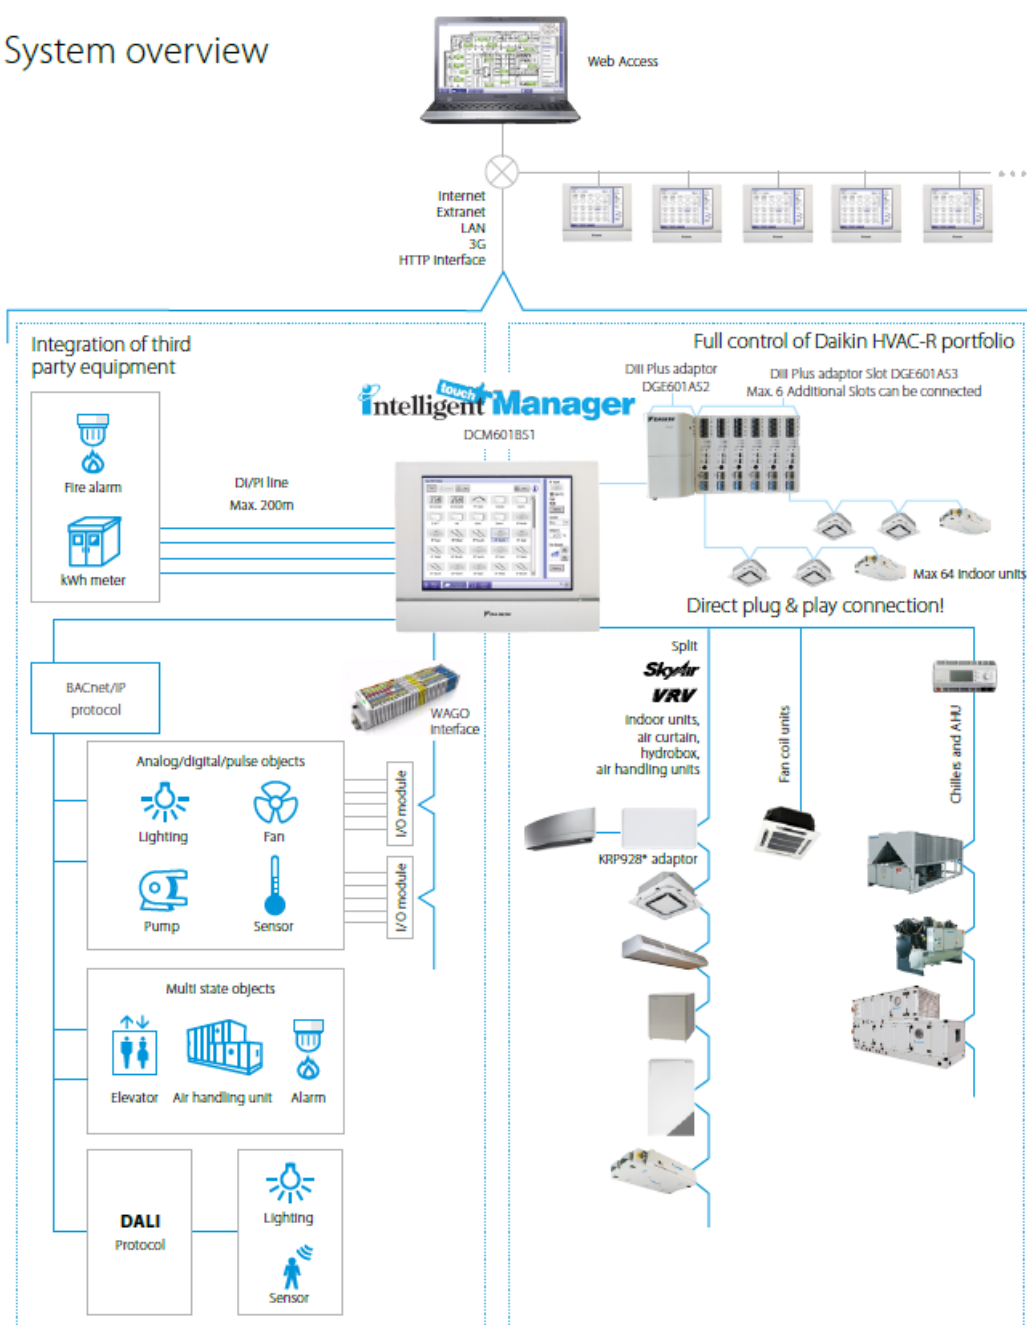 System overview
Web Access
Internet
Extranet
LAN
3G
HTTP Interface
Integration of third
party equipment
Fire alarm
kWh meter
DI/PI line
Max. 200m
Full control of Daikin HVAC-R portfolio
DIII Plus adaptor
DGE601A52
DIII Plus adaptor Slot DGE601A53
Max. 6 Additional Slots can be connected
intelligent touch Manager
DCM601B51
DAIKIN
Max 64 Indoor units
Direct plug & play connection!
BACnet/IP
protocol
WAGO
Interface
Analog/digital/pulse objects
Lighting
Fan
Pump
Sensor
I/O module
I/O module
Multi state objects
Elevator
Air handling unit
Alarm
DALI
Protocol
Lighting
Sensor
Split
SkyAir
VRV
Indoor units,
air curtain,
hydrobox,
air handling units
KRP928* adaptor
Fan coil units
Chillers and AHU